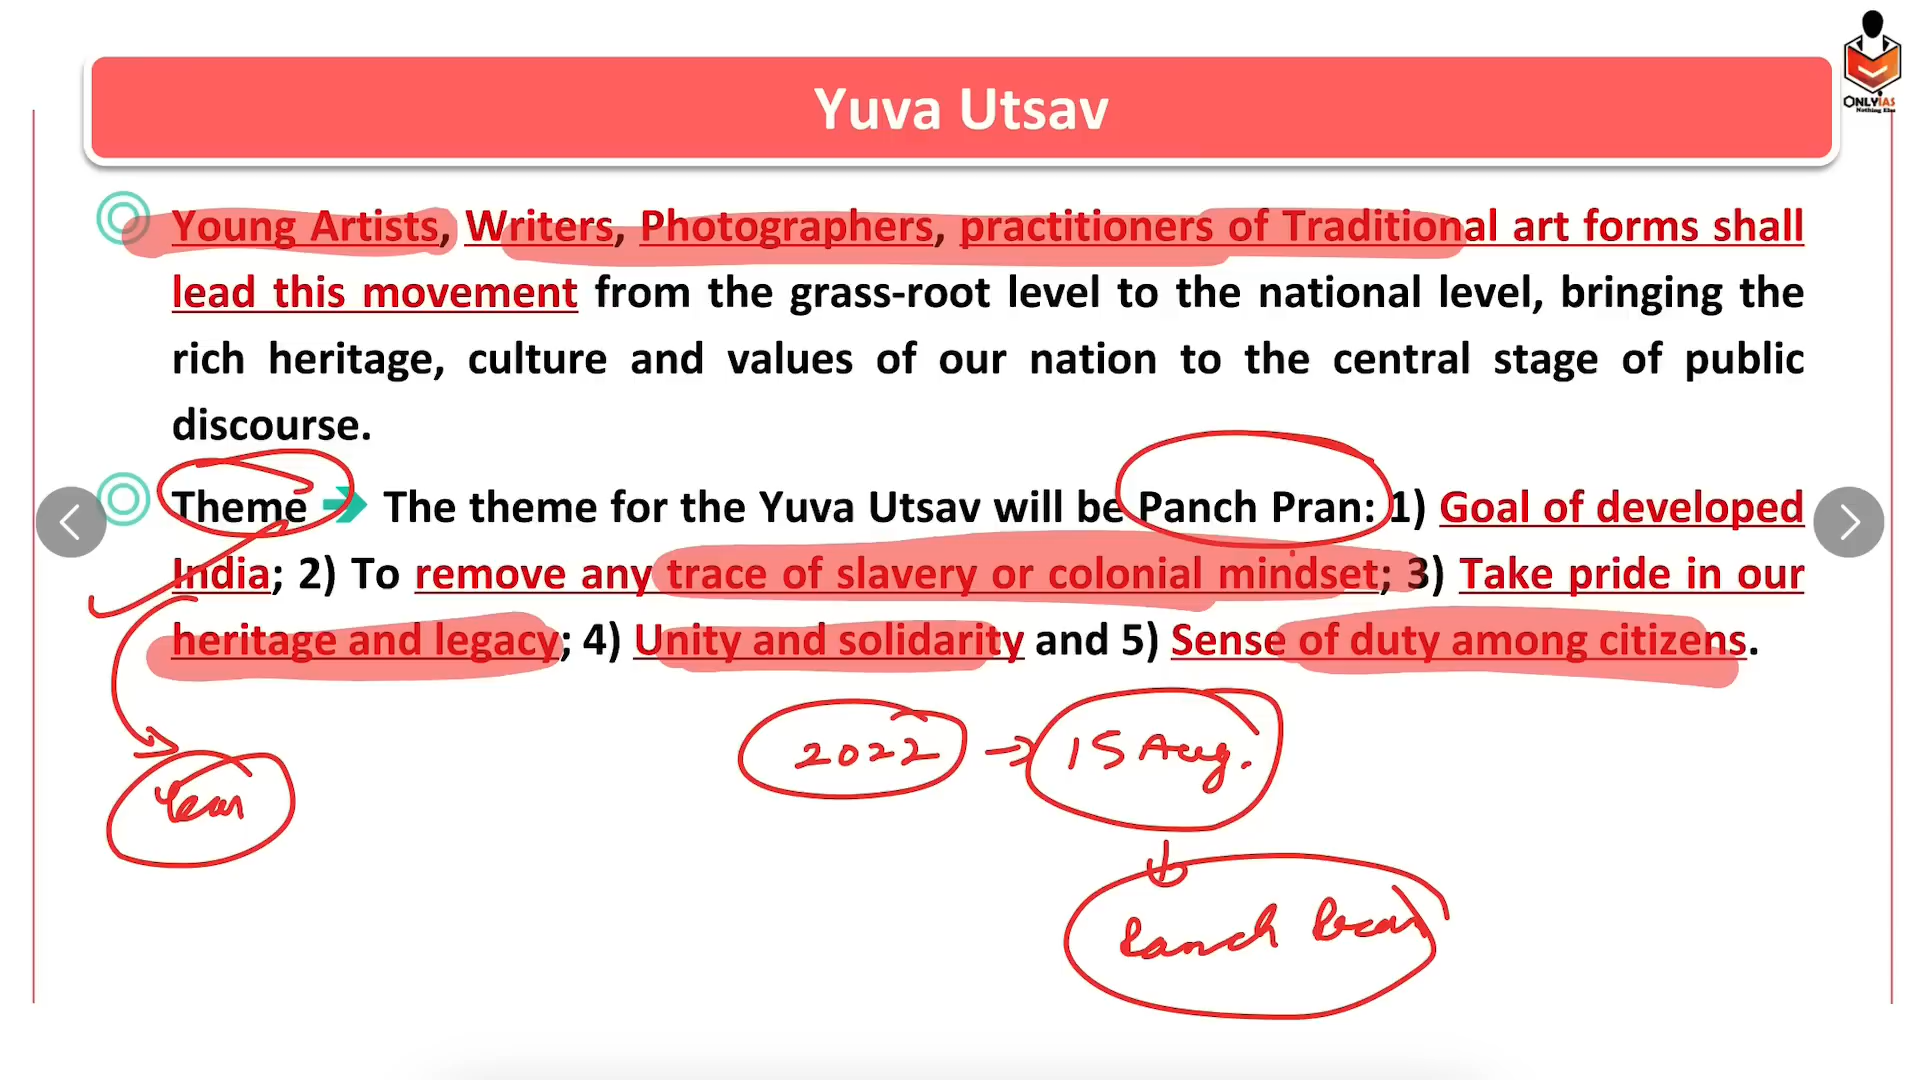 ONLYIAS
Nothing Else
Yuva Utsav
Young Artists, Writers, Photographers, practitioners of Traditional art forms shall
lead this movement from the grass-root level to the national level, bringing the
rich heritage, culture and values of our nation to the central stage of public
discourse.
Theme → The theme for the Yuva Utsav will be Panch Pran: 1) Goal of developed
India; 2) To remove any trace of slavery or colonial mindset; 3) Take pride in our
heritage and legacy; 4) Unity and solidarity and 5) Sense of duty among citizens.
2022 → 15 Aug.
Year
Panch Pran